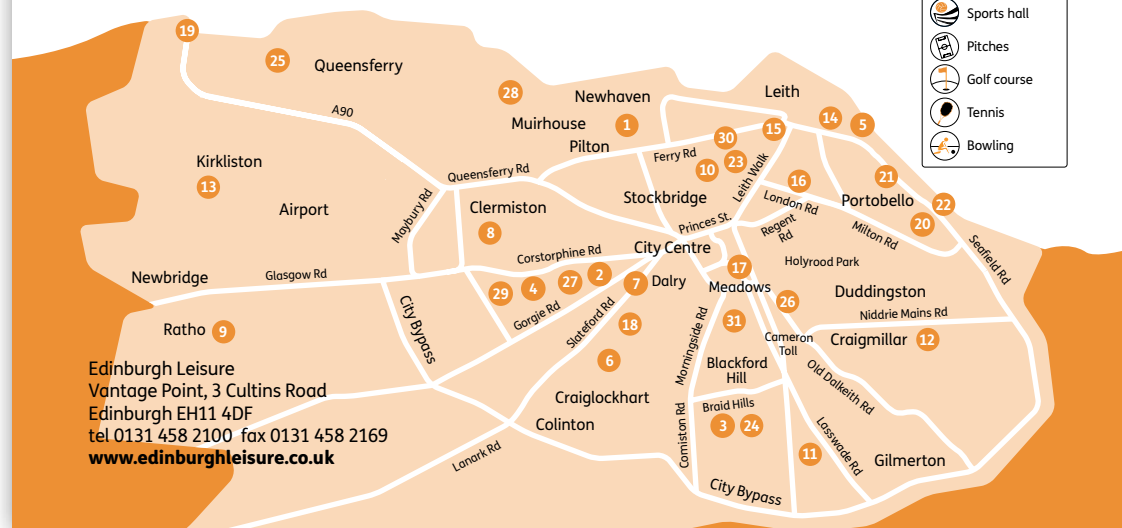 Sports hall
Pitches
Golf course
Tennis
Bowling
19
25
Queensferry
28
Newhaven
Leith
A90
Muirhouse
1
14
5
Pilton
30
15
Ferry Rd
23
10
Leith Walk
Kirkliston
13
Queensferry Rd
21
16
Airport
Maybury Rd
Clermiston
Stockbridge
London Rd
Portobello
22
8
Princes St.
Regent
Rd
Milton Rd
20
Corstorphine Rd
City Centre
Seafield Rd
Holyrood Park
Newbridge
Glasgow Rd
29
4
27
2
7
Dalry
17
Meadows
26
Duddingston
City Bypass
Gorgie Rd
Slateford Rd
18
Morningside Rd
31
Niddrie Mains Rd
Ratho
9
Cameron
Toll
Craigmillar
12
6
Blackford
Hill
Old Dalkeith Rd
Craiglockhart
Colinton
Comiston Rd
Braid Hills
3
24
Lasswade Rd
11
Gilmerton
Lanark Rd
City Bypass
Edinburgh Leisure
Vantage Point, 3 Cultins Road
Edinburgh EH11 4DF
tel 0131 458 2100 fax 0131 458 2169
www.edinburghleisure.co.uk